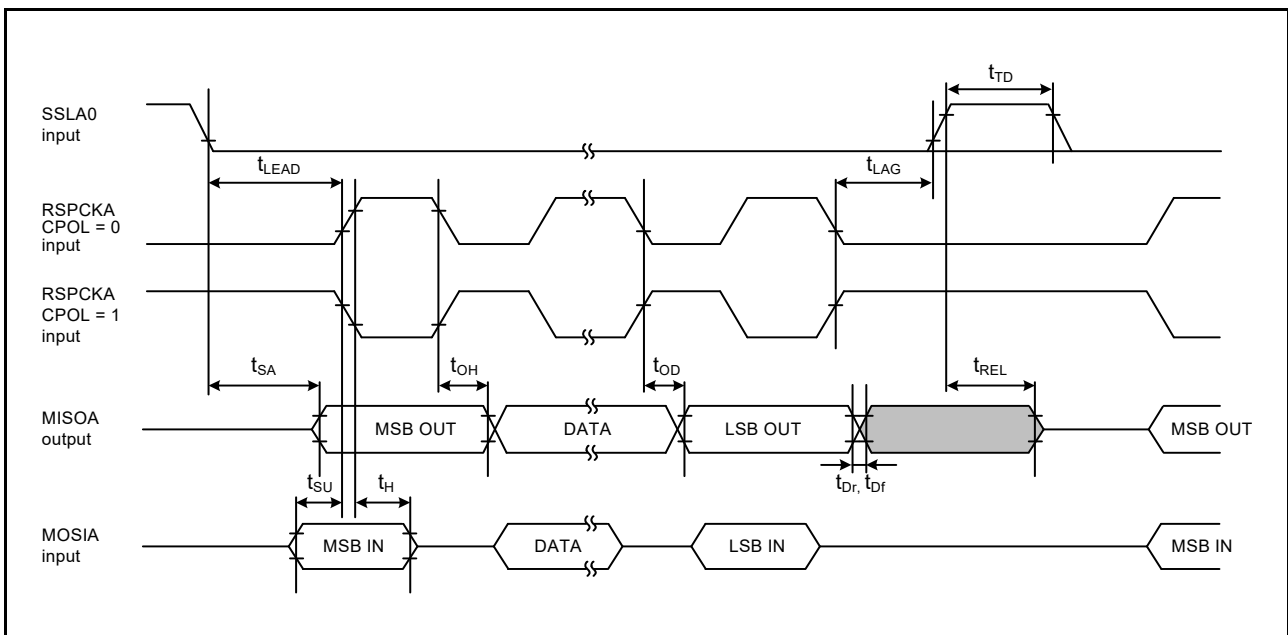 tTD
SSLA0
input
tLEAD
tLAG
RSPCKA
CPOL = 0
input
RSPCKA
CPOL = 1
input
tSA
tOH
tOD
tREL
MISOA
output
MSB OUT
DATA
LSB OUT
MSB OUT
tSU
tH
tDr, tDf
MOSIA
input
MSB IN
DATA
LSB IN
MSB IN